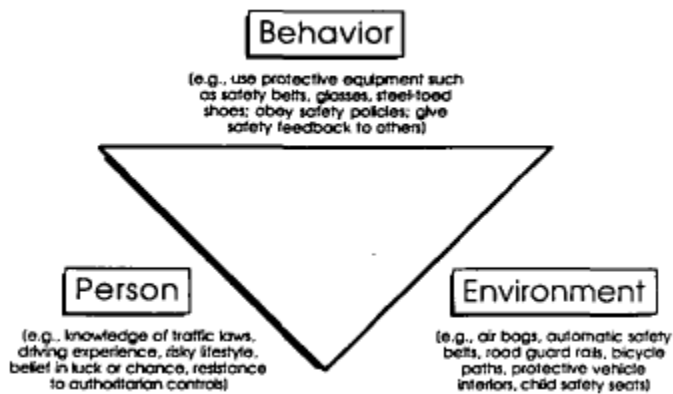 Behavior
(e.g., use protective equipment such
as safety belts, glasses, steel-toed
shoes; obey safety policies; give
safety feedback to others)
Person
(e.g., knowledge of traffic laws,
driving experience, risky lifestyle,
belief in luck or chance, resistance
to authoritarian controls)
Environment
(e.g., air bags, automatic safety
belts, road guard rails, bicycle
paths, protective vehicle
interiors, child safety seats)